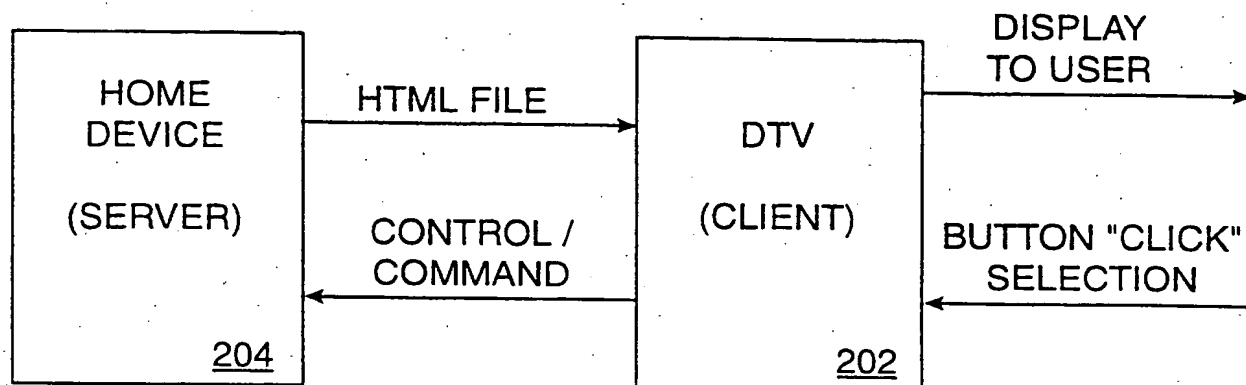 HOME
DEVICE
(SERVER)
204
HTML FILE
CONTROL /
COMMAND
DTV
(CLIENT)
202
DISPLAY
TO USER
BUTTON "CLICK"
SELECTION